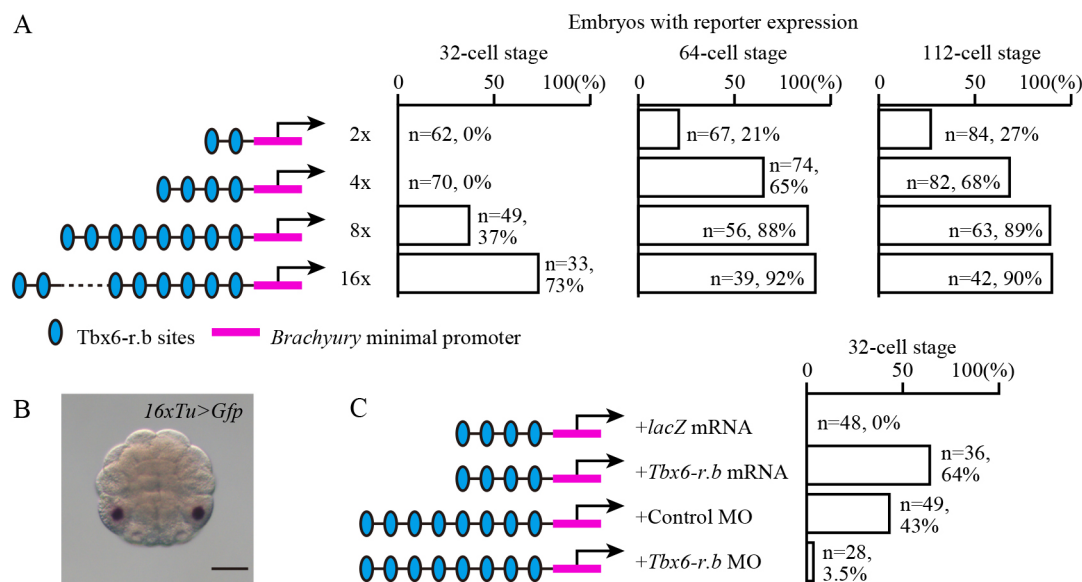 A
Embryos with reporter expression
32-cell stage
64-cell stage
112-cell stage
0 50 100(%)
0 50 100(%)
0 50 100(%)
2x n=62, 0% n=67, 21% n=84, 27%
4x n=70, 0% n=74,
65% n=82, 68%
8x n=49,
37% n=56, 88% n=63, 89%
16x n=33,
73% n=39, 92% n=42, 90%
Tbx6-r.b sites Brachyury minimal promoter
B
16xTu>Gfp
C
32-cell stage
0 50 100(%)
+lacZ mRNA n=48, 0%
+Tbx6-r.b mRNA n=36,
64%
+Control MO n=49,
43%
+Tbx6-r.b MO n=28,
3.5%